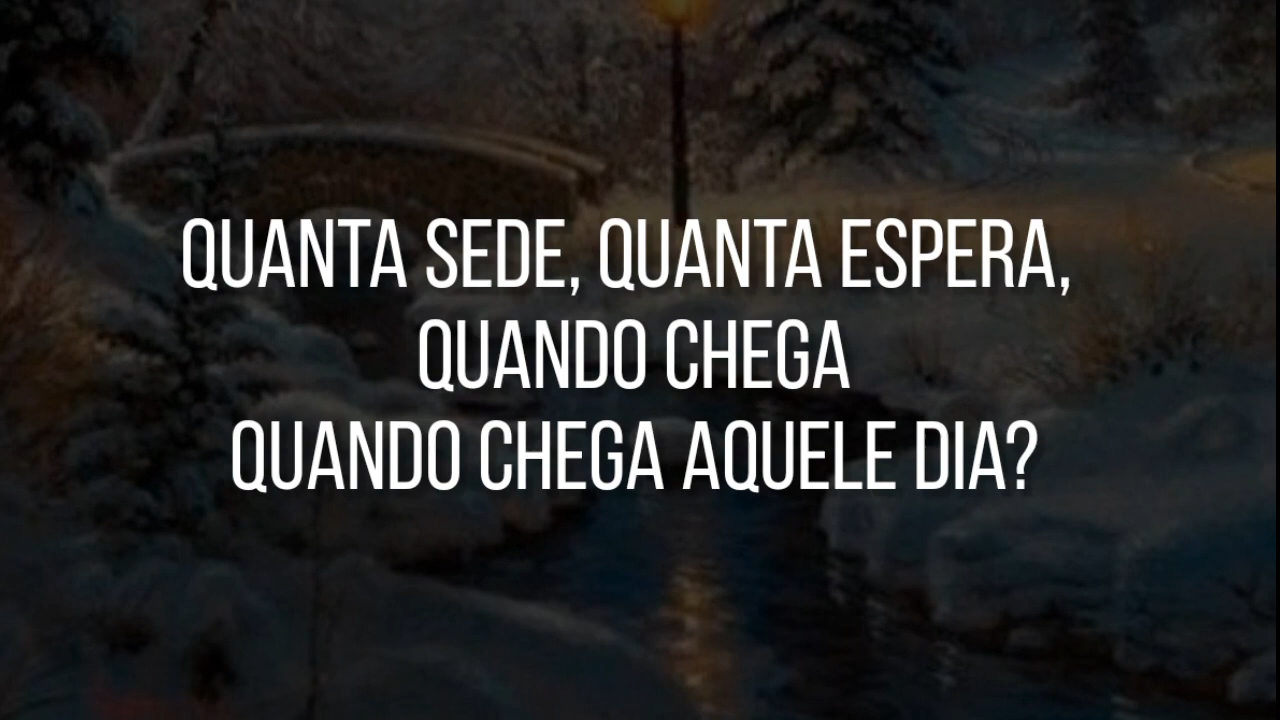 QUANTA SEDE, QUANTA ESPERA,
QUANDO CHEGA
QUANDO CHEGA AQUELE DIA?